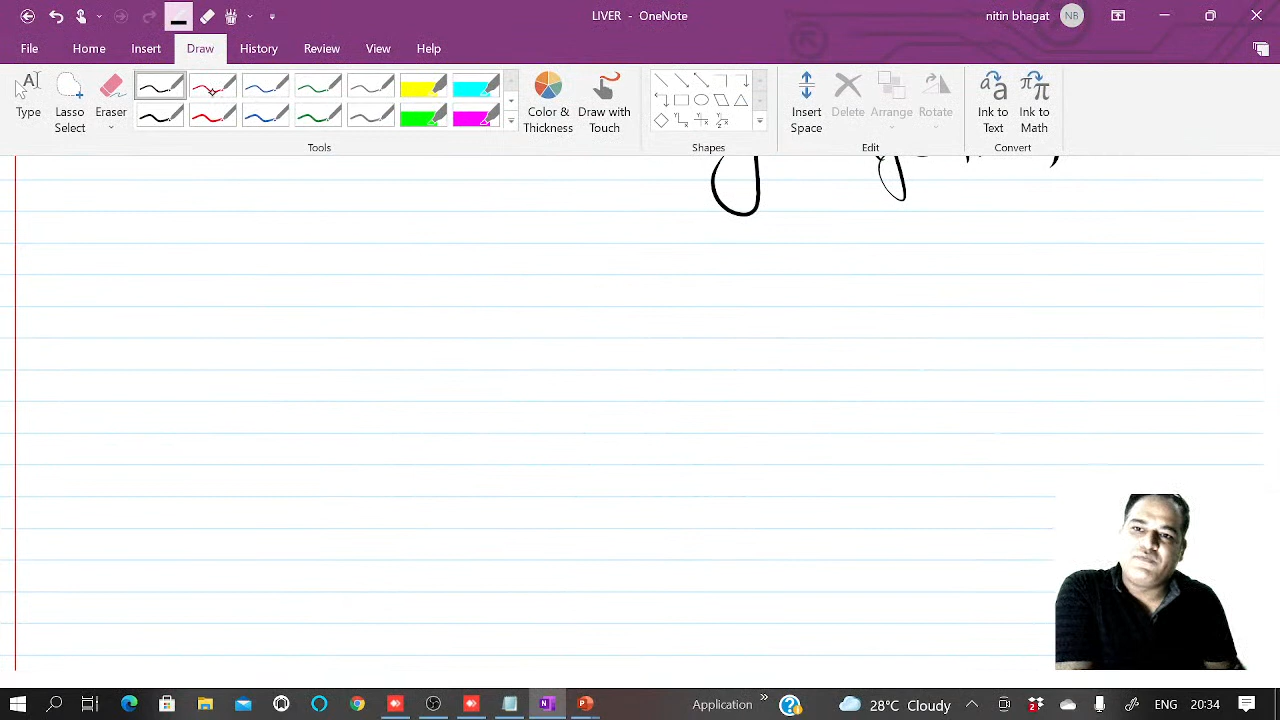 LIVER - OneNote
nitin bhagat NB
File Home Insert Draw History Review View Help
Type
Lasso Select
Eraser
Color & Thickness
Draw with Touch
Insert Space
Delete
Arrange
Rotate
Ink to Text
Ink to Math
Tools
Shapes
Edit
Convert
Application
28°C Cloudy
2
ENG
20:34